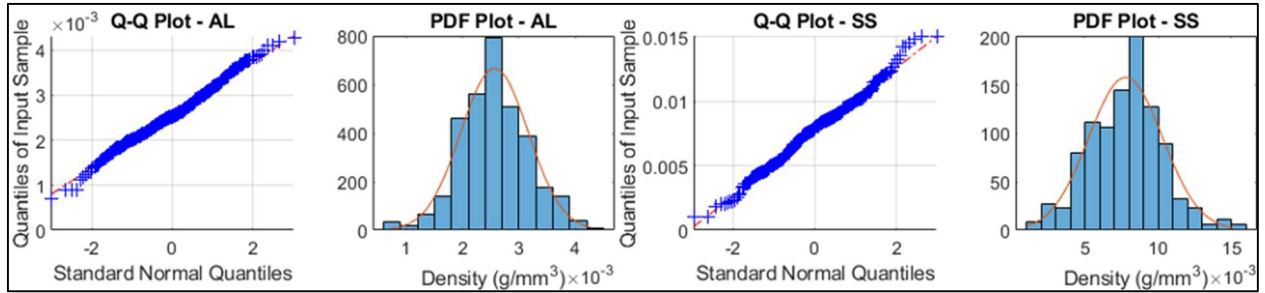 Q-Q Plot - AL
×10⁻³
Quantiles of Input Sample
4
3
2
1
0
-2 0 2
Standard Normal Quantiles
PDF Plot - AL
800
600
400
200
0
1 2 3 4
Density (g/mm³)×10⁻³
Q-Q Plot - SS
Quantiles of Input Sample
0.015
0.01
0.005
0
-2 0 2
Standard Normal Quantiles
PDF Plot - SS
200
150
100
50
0
5 10 15
Density (g/mm³)×10⁻³